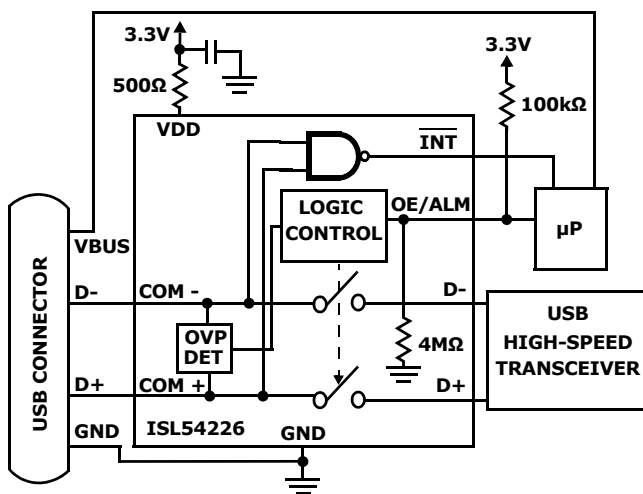 3.3V
3.3V
500Ω
100kΩ
VDD
INT
LOGIC
CONTROL
OE/ALM
µP
VBUS
USB CONNECTOR
D-
COM -
D-
USB
HIGH-SPEED
TRANSCEIVER
OVP
DET
4MΩ
D+
COM +
D+
GND
ISL54226
GND